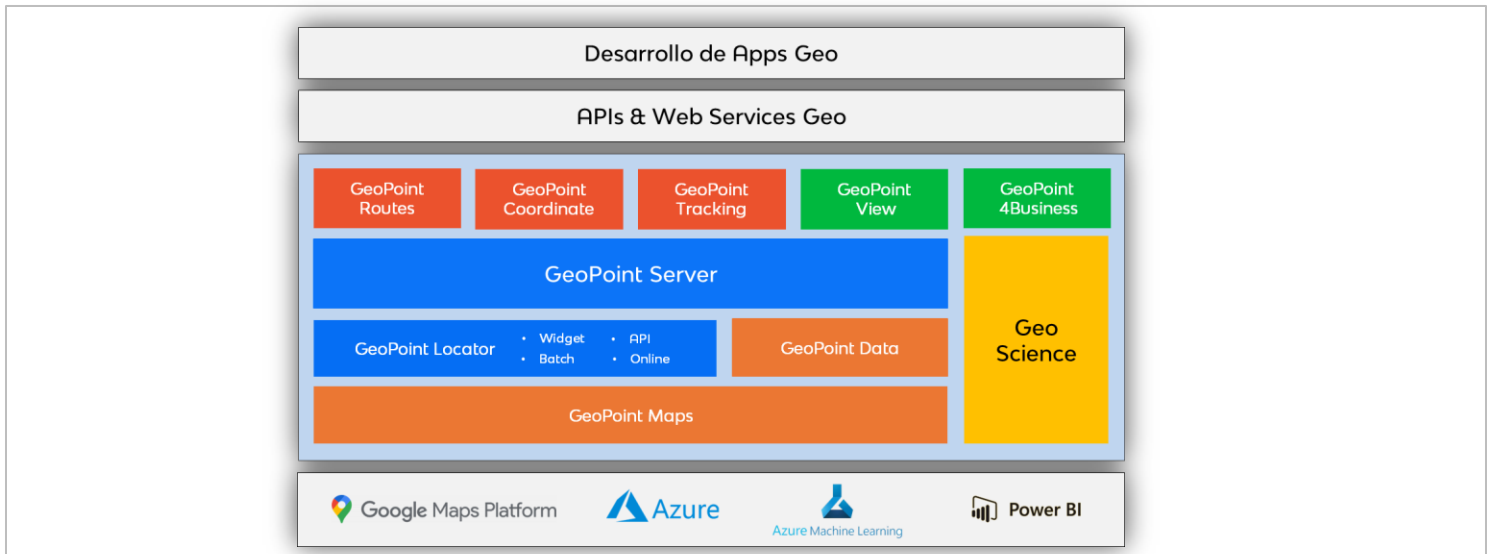 Desarrollo de Apps Geo
APIs & Web Services Geo
GeoPoint
Routes
GeoPoint
Coordinate
GeoPoint
Tracking
GeoPoint
View
GeoPoint
4Business
GeoPoint Server
GeoPoint Locator
• Widget
• API
• Batch
• Online
GeoPoint Data
Geo
Science
GeoPoint Maps
Google Maps Platform
Azure
Azure Machine Learning
Power BI